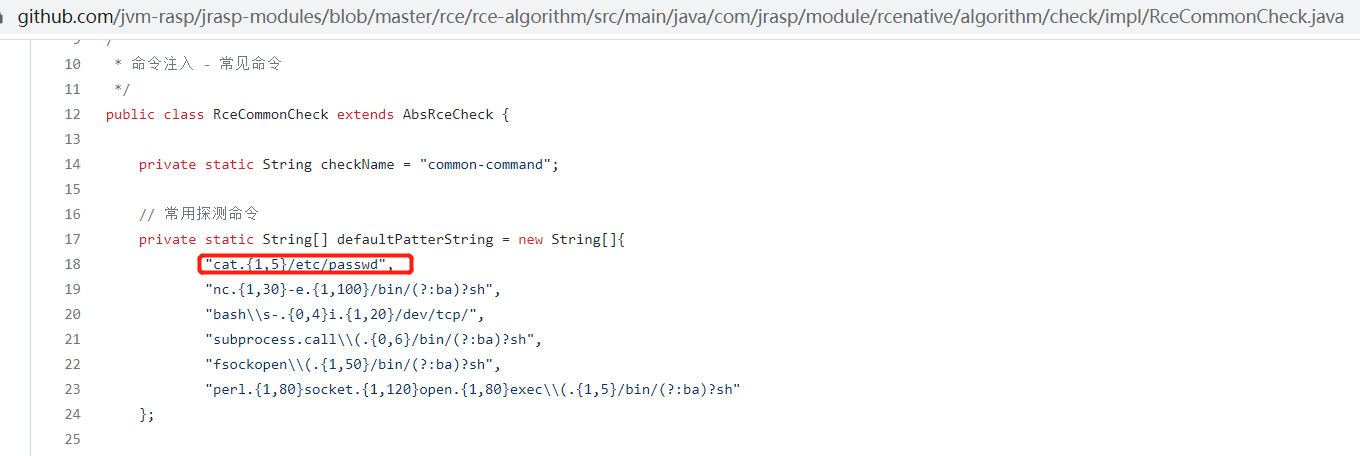 github.com/jvm-rasp/jrasp-modules/blob/master/rce/rce-algorithm/src/main/java/com/jrasp/module/rcenative/algorithm/check/impl/RceCommonCheck.java
10 * 命令注入 - 常见命令
11 */
12 public class RceCommonCheck extends AbsRceCheck {
13
14 private static String checkName = "common-command";
15
16 // 常用探测命令
17 private static String[] defaultPatterString = new String[]{
18 "cat.{1,5}/etc/passwd",
19 "nc.{1,30}-e.{1,100}/bin/(?:ba)?sh",
20 "bash\\s-.{0,4}i.{1,20}/dev/tcp/",
21 "subprocess.call\\(.{0,6}/bin/(?:ba)?sh",
22 "fsockopen\\(.{1,50}/bin/(?:ba)?sh",
23 "perl.{1,80}socket.{1,120}open.{1,80}exec\\(.{1,5}/bin/(?:ba)?sh"
24 };
25